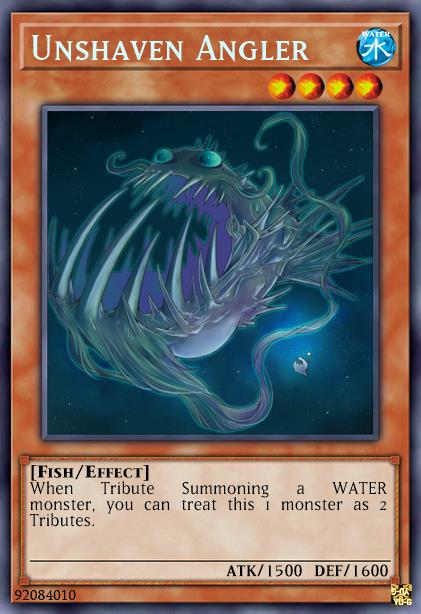 UNSHAVEN ANGLER
WATER
水
[FISH/EFFECT]
When Tribute Summoning a WATER
monster, you can treat this 1 monster as 2
Tributes.
ATK/1500 DEF/1600
92084010